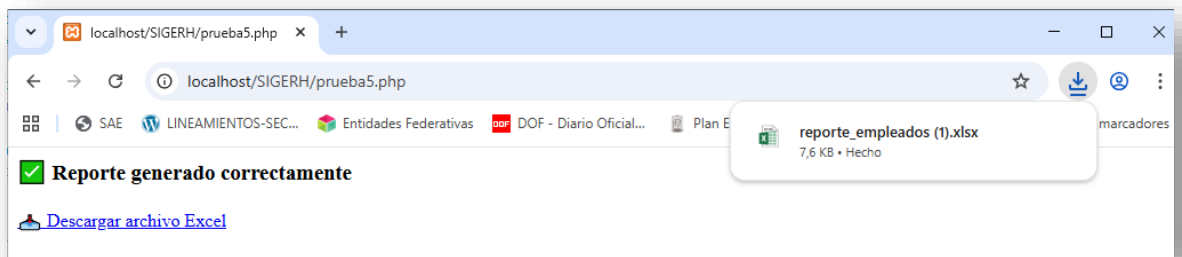 localhost/SIGERH/prueba5.php
localhost/SIGERH/prueba5.php
SAE LINEAMIENTOS-SEC... Entidades Federativas DOF DOF - Diario Oficial... Plan E marcadores
reporte_empleados (1).xlsx
7,6 KB • Hecho
✅ Reporte generado correctamente
📥 Descargar archivo Excel